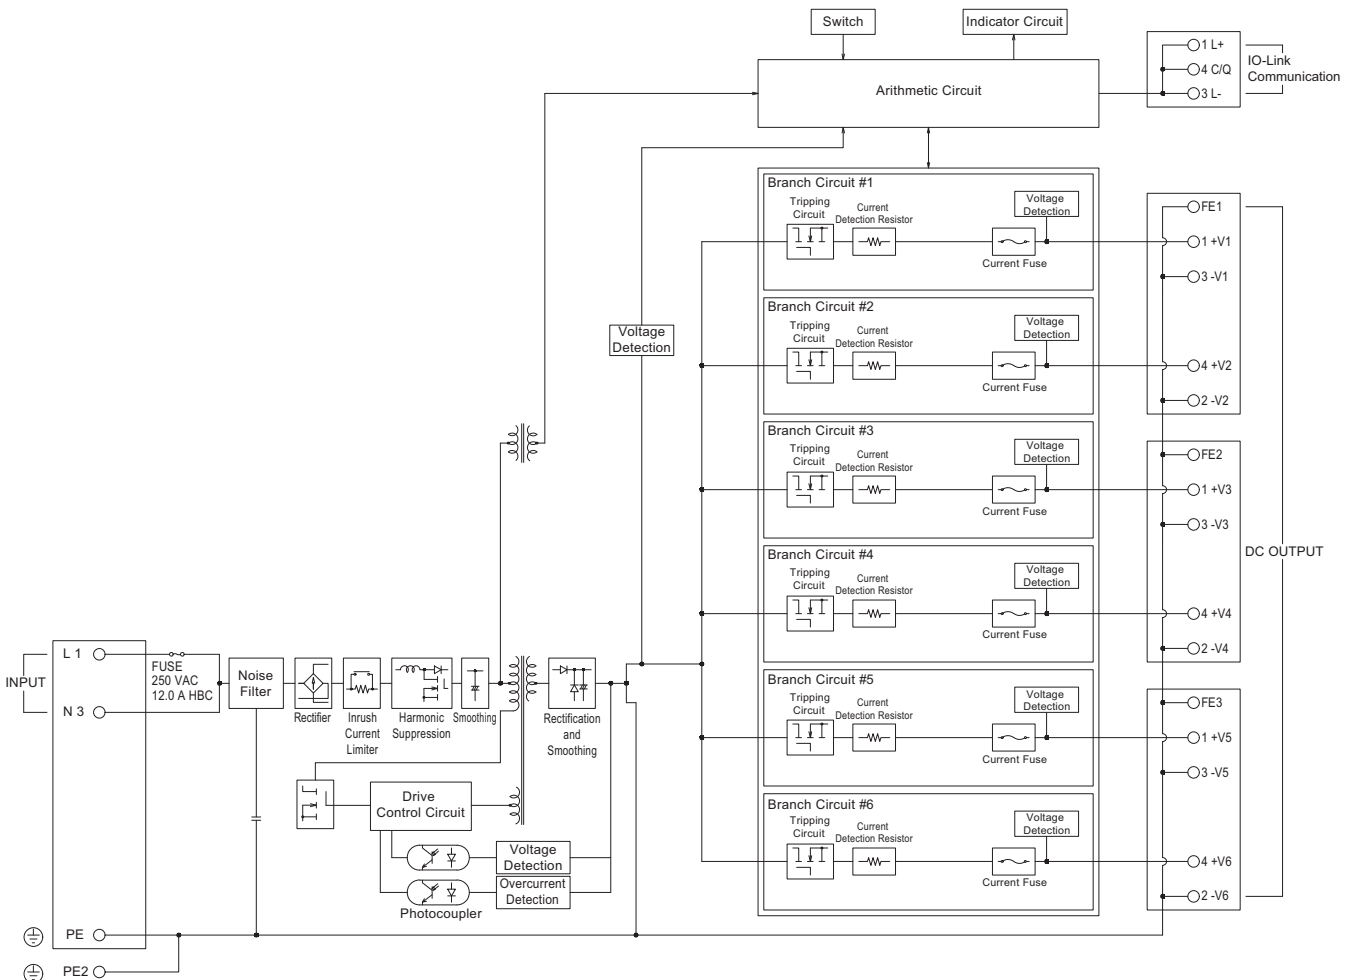 Switch
Indicator Circuit
1 L+
4 C/Q
3 L-
IO-Link
Communication
Arithmetic Circuit
Branch Circuit #1
Tripping
Circuit
Current
Detection Resistor
Voltage
Detection
Current Fuse
FE1
1 +V1
3 -V1
Branch Circuit #2
Tripping
Circuit
Current
Detection Resistor
Voltage
Detection
Current Fuse
4 +V2
2 -V2
Voltage
Detection
Branch Circuit #3
Tripping
Circuit
Current
Detection Resistor
Voltage
Detection
Current Fuse
FE2
1 +V3
3 -V3
DC OUTPUT
Branch Circuit #4
Tripping
Circuit
Current
Detection Resistor
Voltage
Detection
Current Fuse
4 +V4
2 -V4
Branch Circuit #5
Tripping
Circuit
Current
Detection Resistor
Voltage
Detection
Current Fuse
FE3
1 +V5
3 -V5
Branch Circuit #6
Tripping
Circuit
Current
Detection Resistor
Voltage
Detection
Current Fuse
4 +V6
2 -V6
INPUT
L 1
N 3
FUSE
250 VAC
12.0 A HBC
Noise
Filter
Rectifier
Inrush
Current
Limiter
Harmonic
Suppression
Smoothing
Rectification
and
Smoothing
Drive
Control Circuit
Voltage
Detection
Overcurrent
Detection
Photocoupler
PE
PE2